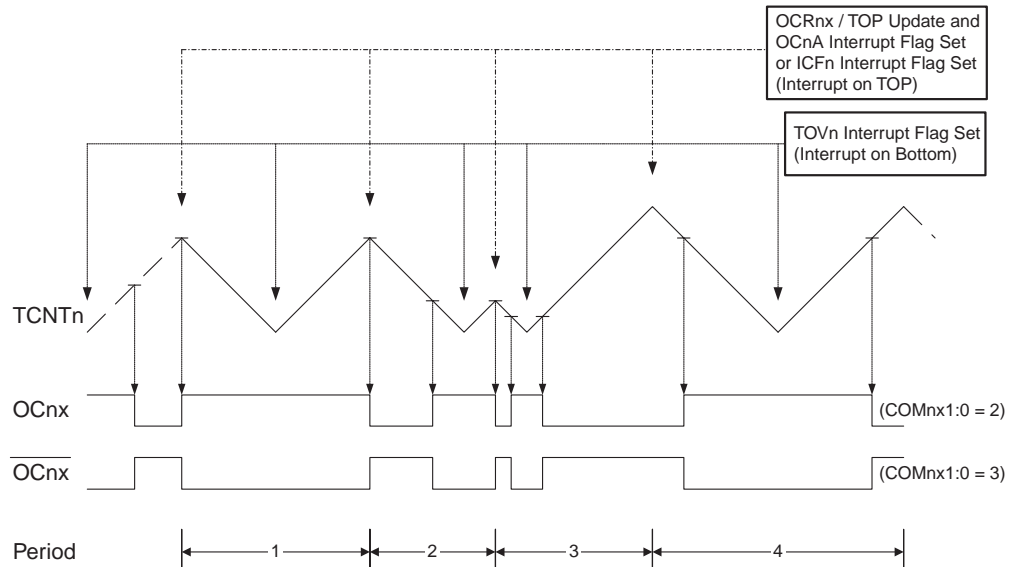 OCRnx / TOP Update and
OCnA Interrupt Flag Set
or ICFn Interrupt Flag Set
(Interrupt on TOP)
TOVn Interrupt Flag Set
(Interrupt on Bottom)
TCNTn
OCnx
(COMnx1:0 = 2)
OCnx
(COMnx1:0 = 3)
Period
1
2
3
4